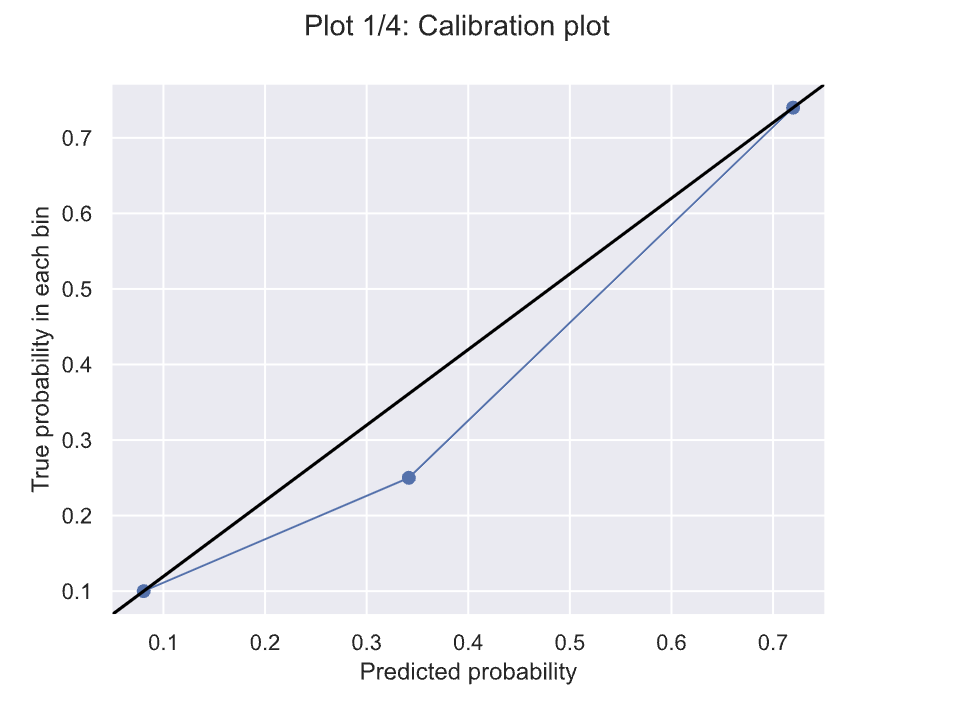 Plot 1/4: Calibration plot
True probability in each bin
0.7
0.6
0.5
0.4
0.3
0.2
0.1
0.1 0.2 0.3 0.4 0.5 0.6 0.7
Predicted probability